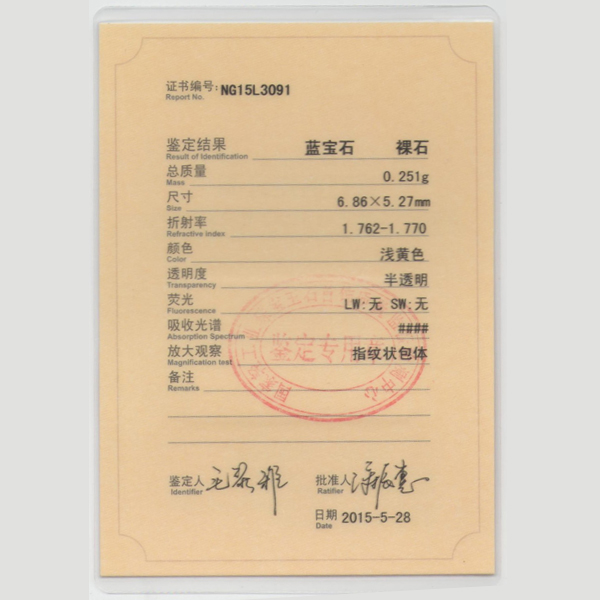 证书编号: NG15L3091
Report No.
鉴定结果 蓝宝石 裸石
Result of Identification
总质量 0.251g
Mass
尺寸 6.86×5.27mm
Size
折射率 1.762-1.770
Refractive index
颜色 浅黄色
Color
透明度 半透明
Transparency
荧光 LW:无 SW:无
Fluorescence
吸收光谱 ####
Absorption Spectrum
放大观察 指纹状包体
Magnification test
备注
Remarks
鉴定专用
鉴定人
Identifier
批准人
Ratifier
日期 2015-5-28
Date